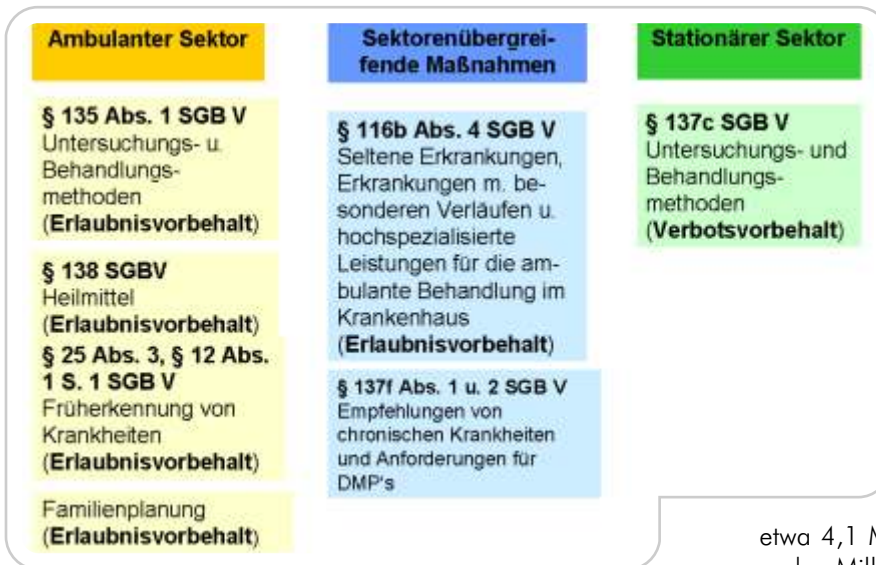 Ambulanter Sektor
§ 135 Abs. 1 SGB V
Untersuchungs- u.
Behandlungs-
methoden
(Erlaubnisvorbehalt)
§ 138 SGBV
Heilmittel
(Erlaubnisvorbehalt)
§ 25 Abs. 3, § 12 Abs.
1 S. 1 SGB V
Früherkennung von
Krankheiten
(Erlaubnisvorbehalt)
Familienplanung
(Erlaubnisvorbehalt)
Sektorenübergrei-
fende Maßnahmen
§ 116b Abs. 4 SGB V
Seltene Erkrankungen,
Erkrankungen m. be-
sonderen Verläufen u.
hochspezialisierte
Leistungen für die am-
bulante Behandlung im
Krankenhaus
(Erlaubnisvorbehalt)
§ 137f Abs. 1 u. 2 SGB V
Empfehlungen von
chronischen Krankheiten
und Anforderungen für
DMP's
Stationärer Sektor
§ 137c SGB V
Untersuchungs- und
Behandlungs-
methoden
(Verbotsvorbehalt)
etwa 4,1 M